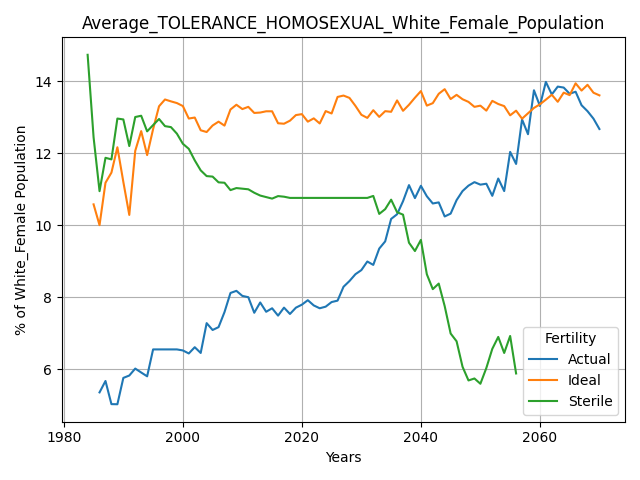 Average_TOLERANCE_HOMOSEXUAL_White_Female_Population
% of White_Female Population
14
12
10
8
6
1980
2000
2020
2040
2060
Years
Fertility
Actual
Ideal
Sterile